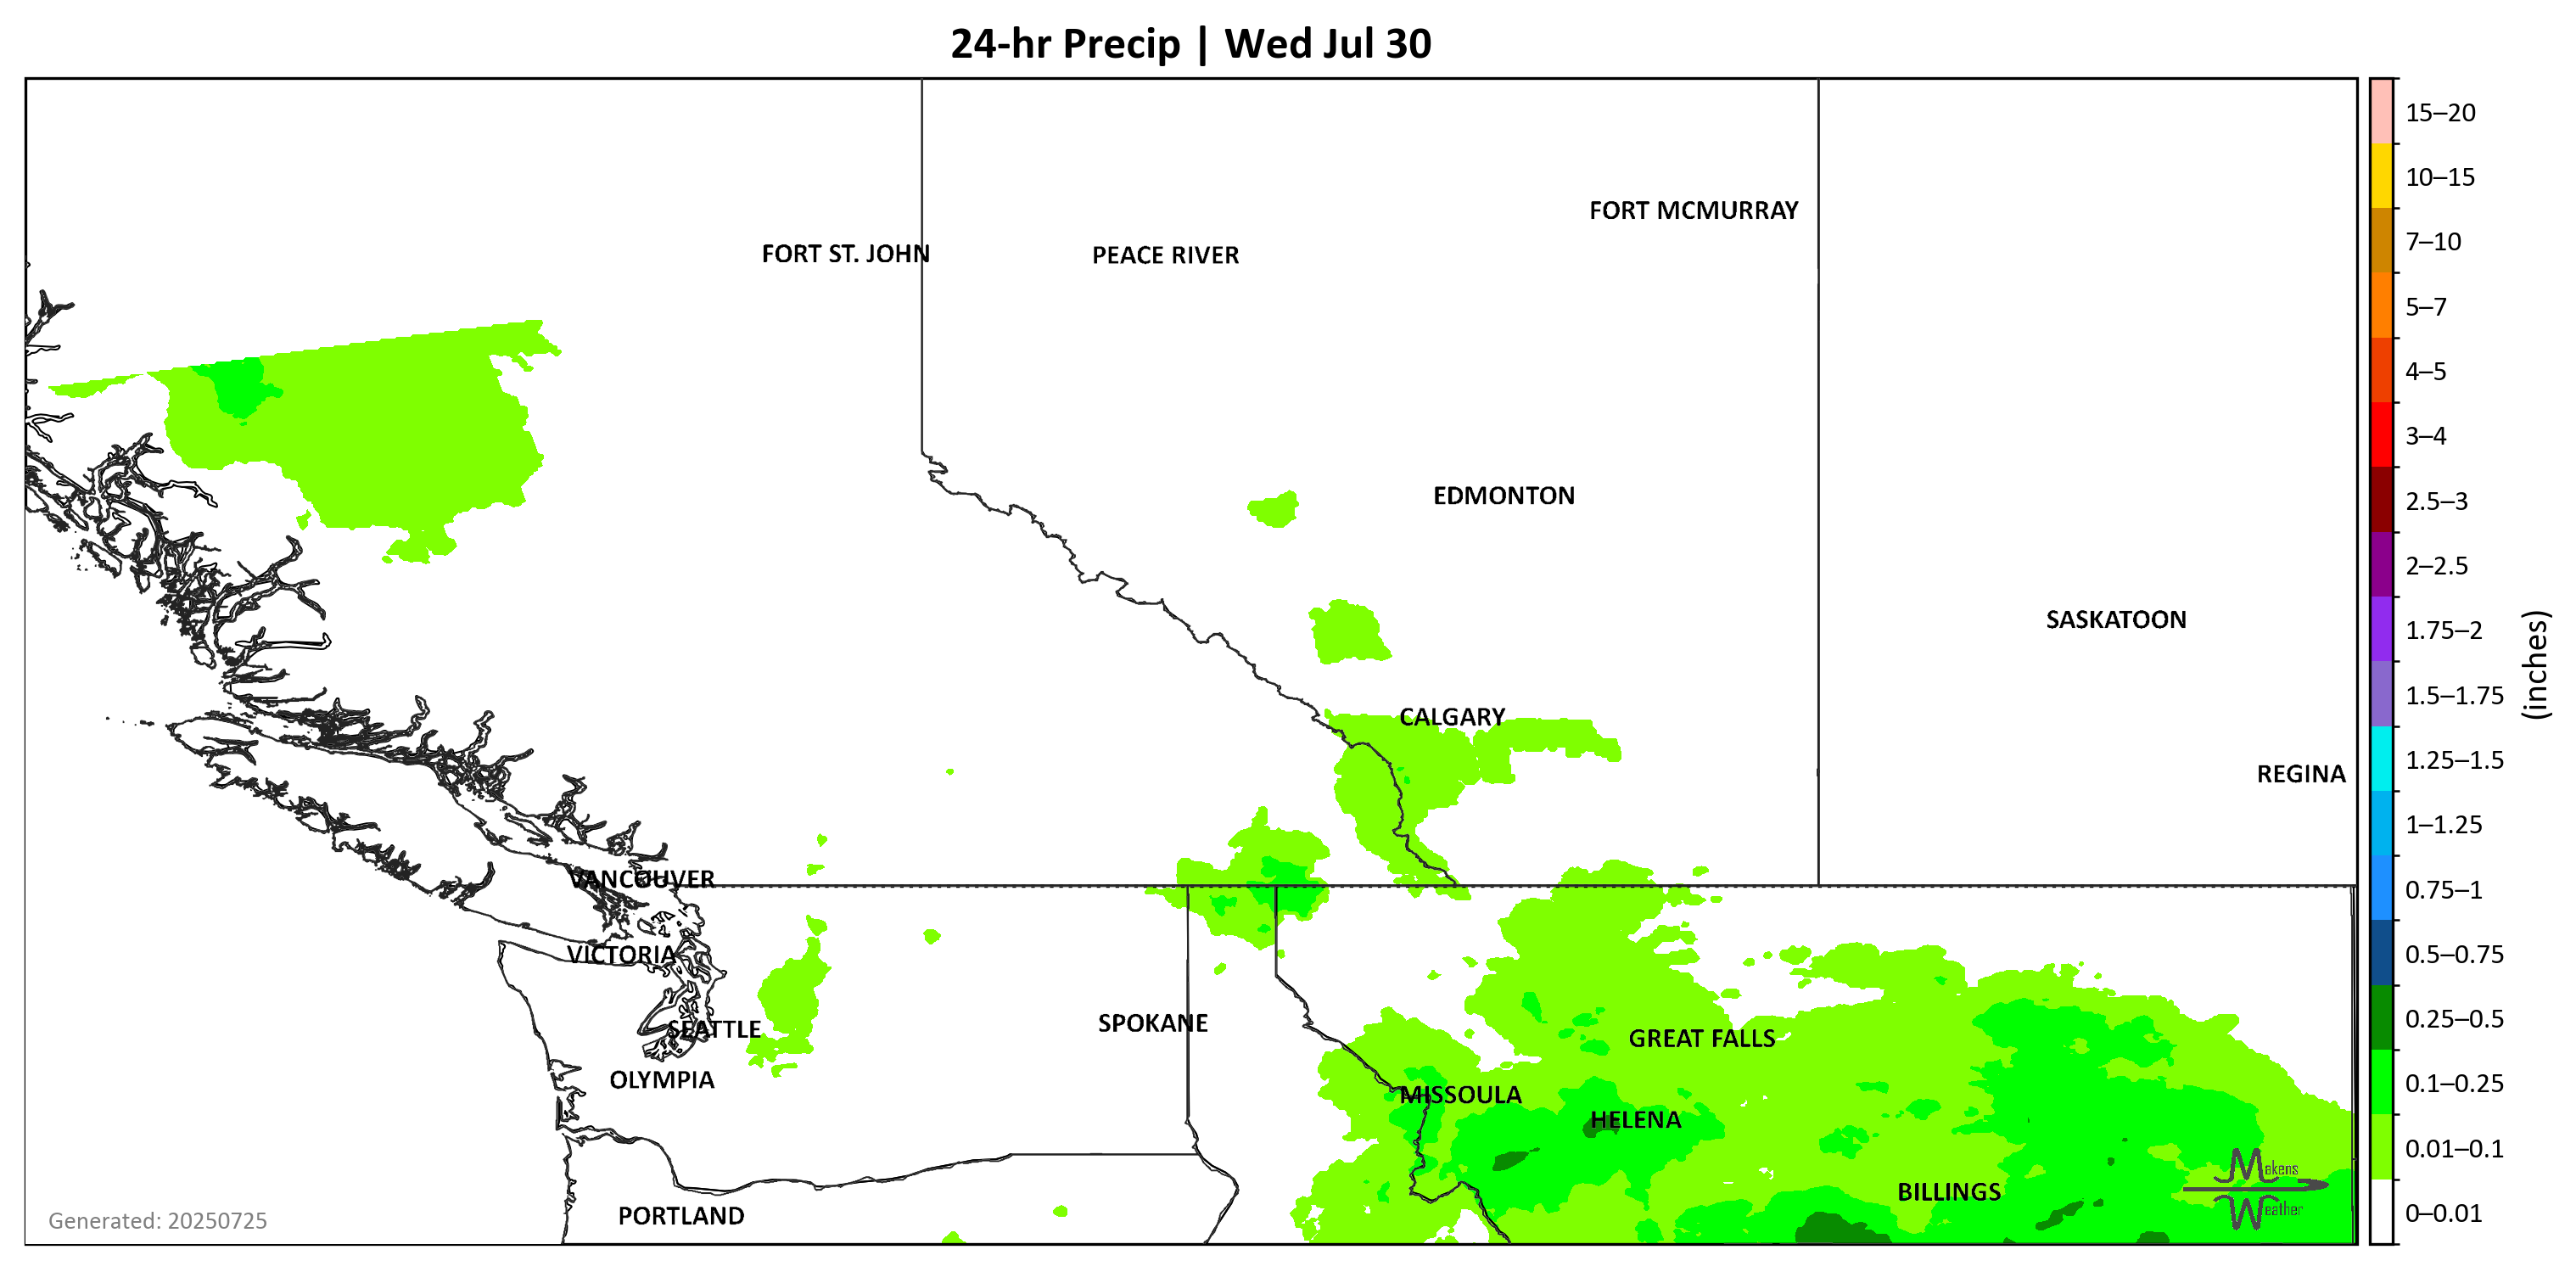 24-hr Precip | Wed Jul 30
FORT MCMURRAY
FORT ST. JOHN
PEACE RIVER
EDMONTON
SASKATOON
CALGARY
REGINA
VANCOUVER
VICTORIA
SPOKANE
SEATTLE
GREAT FALLS
OLYMPIA
MISSOULA
HELENA
BILLINGS
PORTLAND
Generated: 20250725
Makens
Weather
15–20
10–15
7–10
5–7
4–5
3–4
2.5–3
2–2.5
1.75–2
1.5–1.75
1.25–1.5
1–1.25
0.75–1
0.5–0.75
0.25–0.5
0.1–0.25
0.01–0.1
0–0.01
(inches)